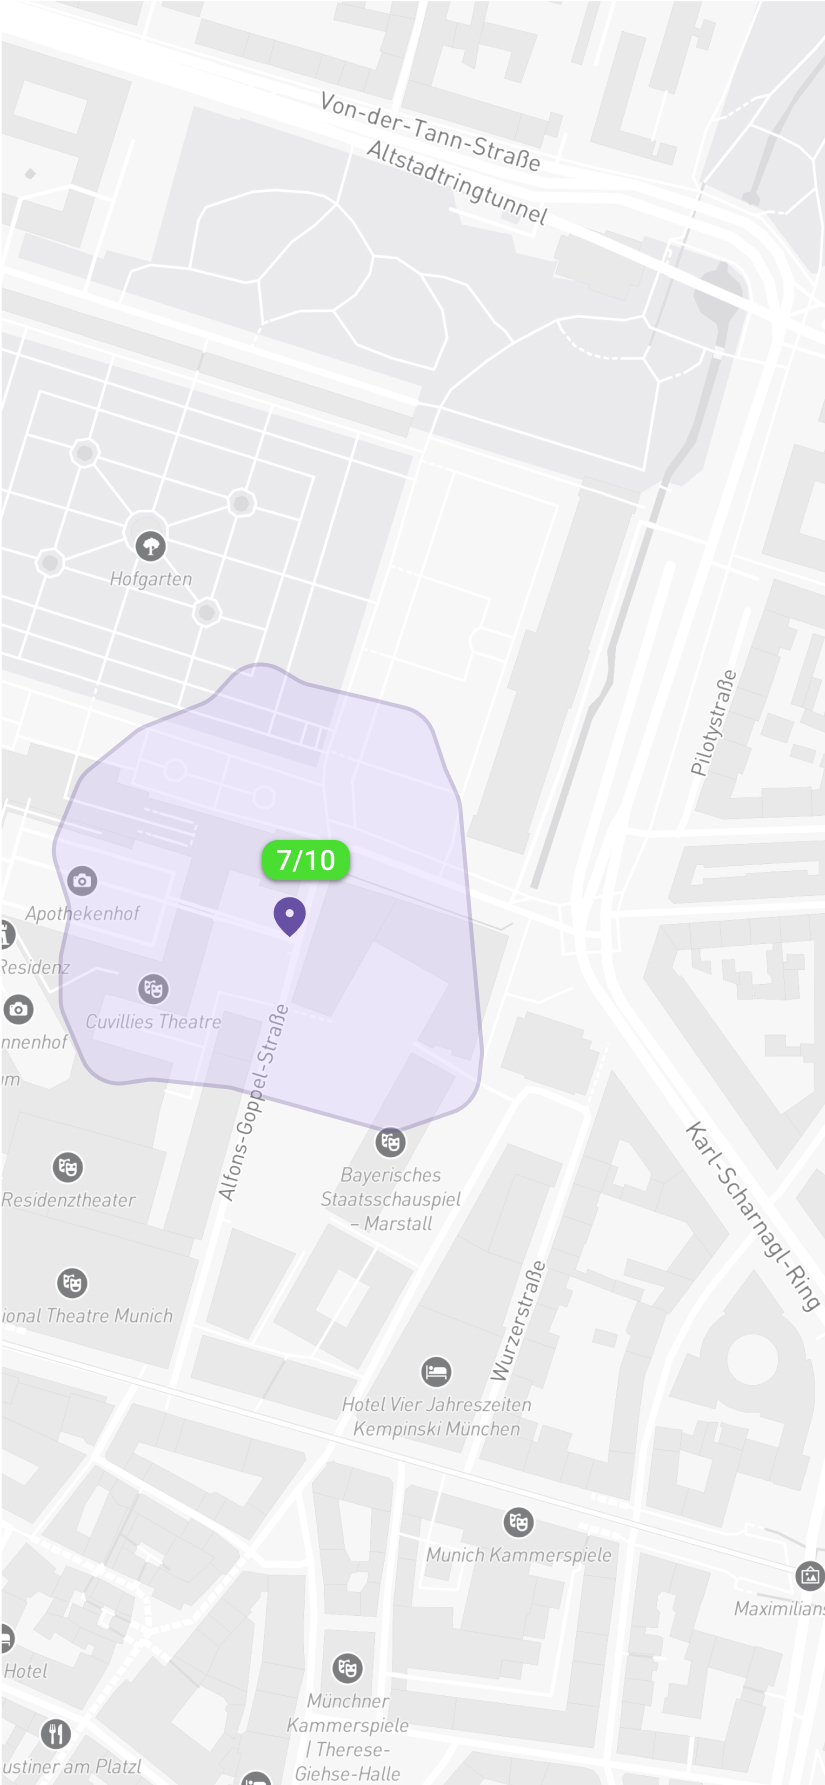 Von-der-Tann-Straße
Altstadtringtunnel
Hofgarten
Pilotystraße
7/10
Apothekenhof
Residenz
Cuvillies Theatre
nnenhof
um
Alfons-Goppel-Straße
Bayerisches
Staatsschauspiel
– Marstall
Karl-Scharnagl-Ring
Residenztheater
Wurzerstraße
ional Theatre Munich
Hotel Vier Jahreszeiten
Kempinski München
Munich Kammerspiele
Maximilians
Hotel
Münchner
Kammerspiele
| Therese-
Giehse-Halle
ustiner am Platzl